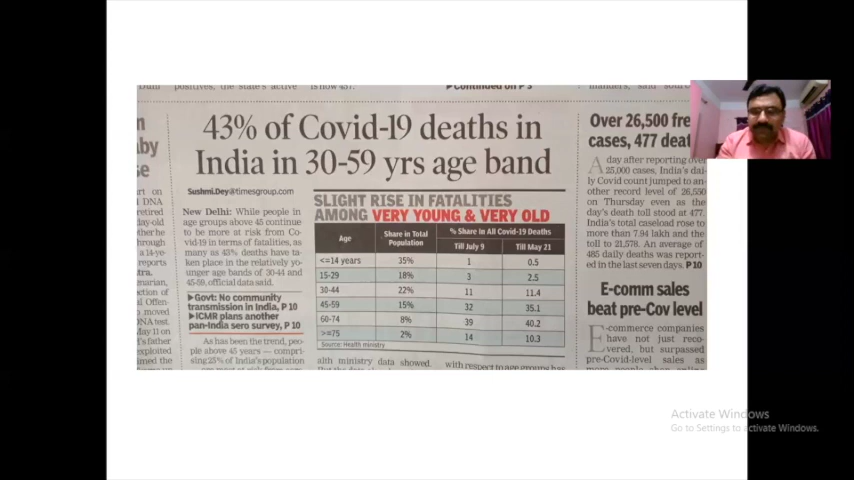 positives, the state's active
is now 457.
▶Continued on P 3
43% of Covid-19 deaths in
India in 30-59 yrs age band
Sushmi.Dey@timesgroup.com
New Delhi: While people in
age groups above 45 continue
to be more at risk from Co-
vid-19 in terms of fatalities, as
many as 43% deaths have ta-
ken place in the relatively yo-
unger age bands of 30-44 and
45-59, official data said.
▶Govt: No community
transmission in India, P 10
▶ICMR plans another
pan-India sero survey, P 10
As has been the trend, peo-
ple above 45 years — compri-
sing 25% of India's population
SLIGHT RISE IN FATALITIES
AMONG VERY YOUNG & VERY OLD
Age Share in Total Population % Share in All Covid-19 Deaths
Till July 9 Till May 21
<=14 years 35% 1 0.5
15-29 18% 3 2.5
30-44 22% 11 11.4
45-59 15% 32 35.1
60-74 8% 39 40.2
>=75 2% 14 10.3
Source: Health ministry
alth ministry data showed.
with respect to age groups has
Over 26,500 fre
cases, 477 deat
A day after reporting over
25,000 cases, India's dai-
ly Covid count jumped to an-
other record level of 26,550
on Thursday even as the
day's death toll stood at 477.
India's total caseload rose to
more than 7.94 lakh and the
toll to 21,578. An average of
485 daily deaths was report-
ed in the last seven days. P 10
E-comm sales
beat pre-Cov level
E-commerce companies
have not just reco-
vered, but surpassed
pre-Covid-level sales as
Activate Windows
Go to Settings to activate Windows.